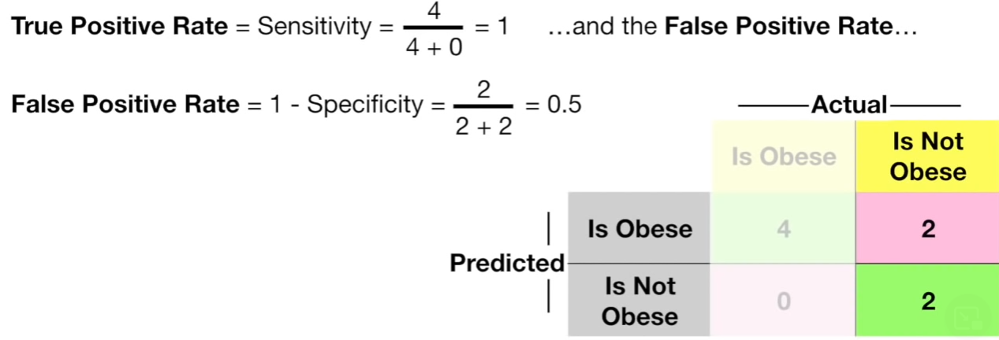 True Positive Rate = Sensitivity = 4 / 4 + 0 = 1 …and the False Positive Rate…
False Positive Rate = 1 - Specificity = 2 / 2 + 2 = 0.5
Actual
Is Obese Is Not Obese
Predicted
Is Obese 4 2
Is Not Obese 0 2